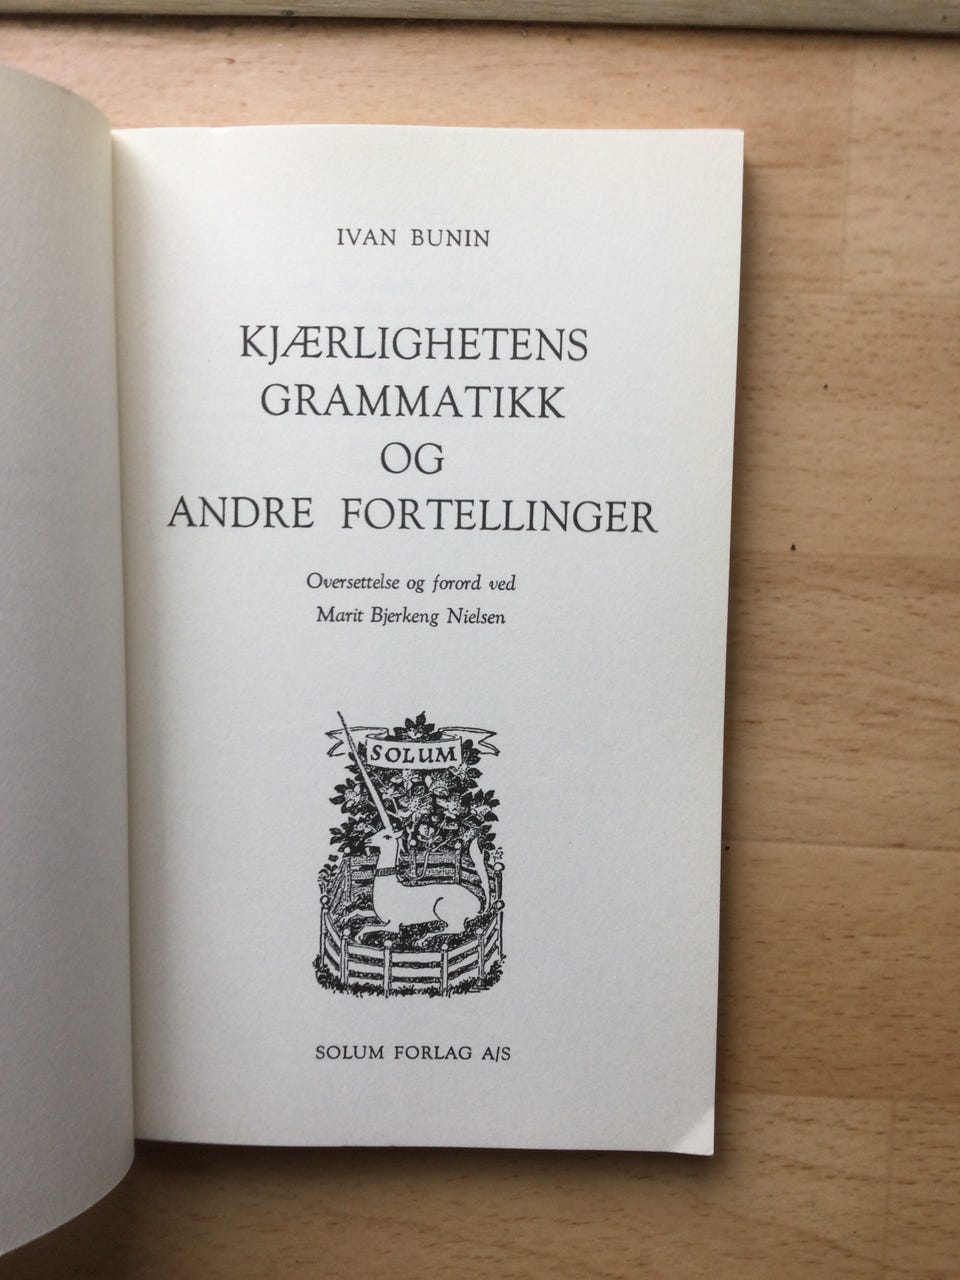 IVAN BUNIN
KJÆRLIGHETENS
GRAMMATIKK
OG
ANDRE FORTELLINGER
Oversettelse og forord ved
Marit Bjerkeng Nielsen
SOLUM
SOLUM FORLAG A/S